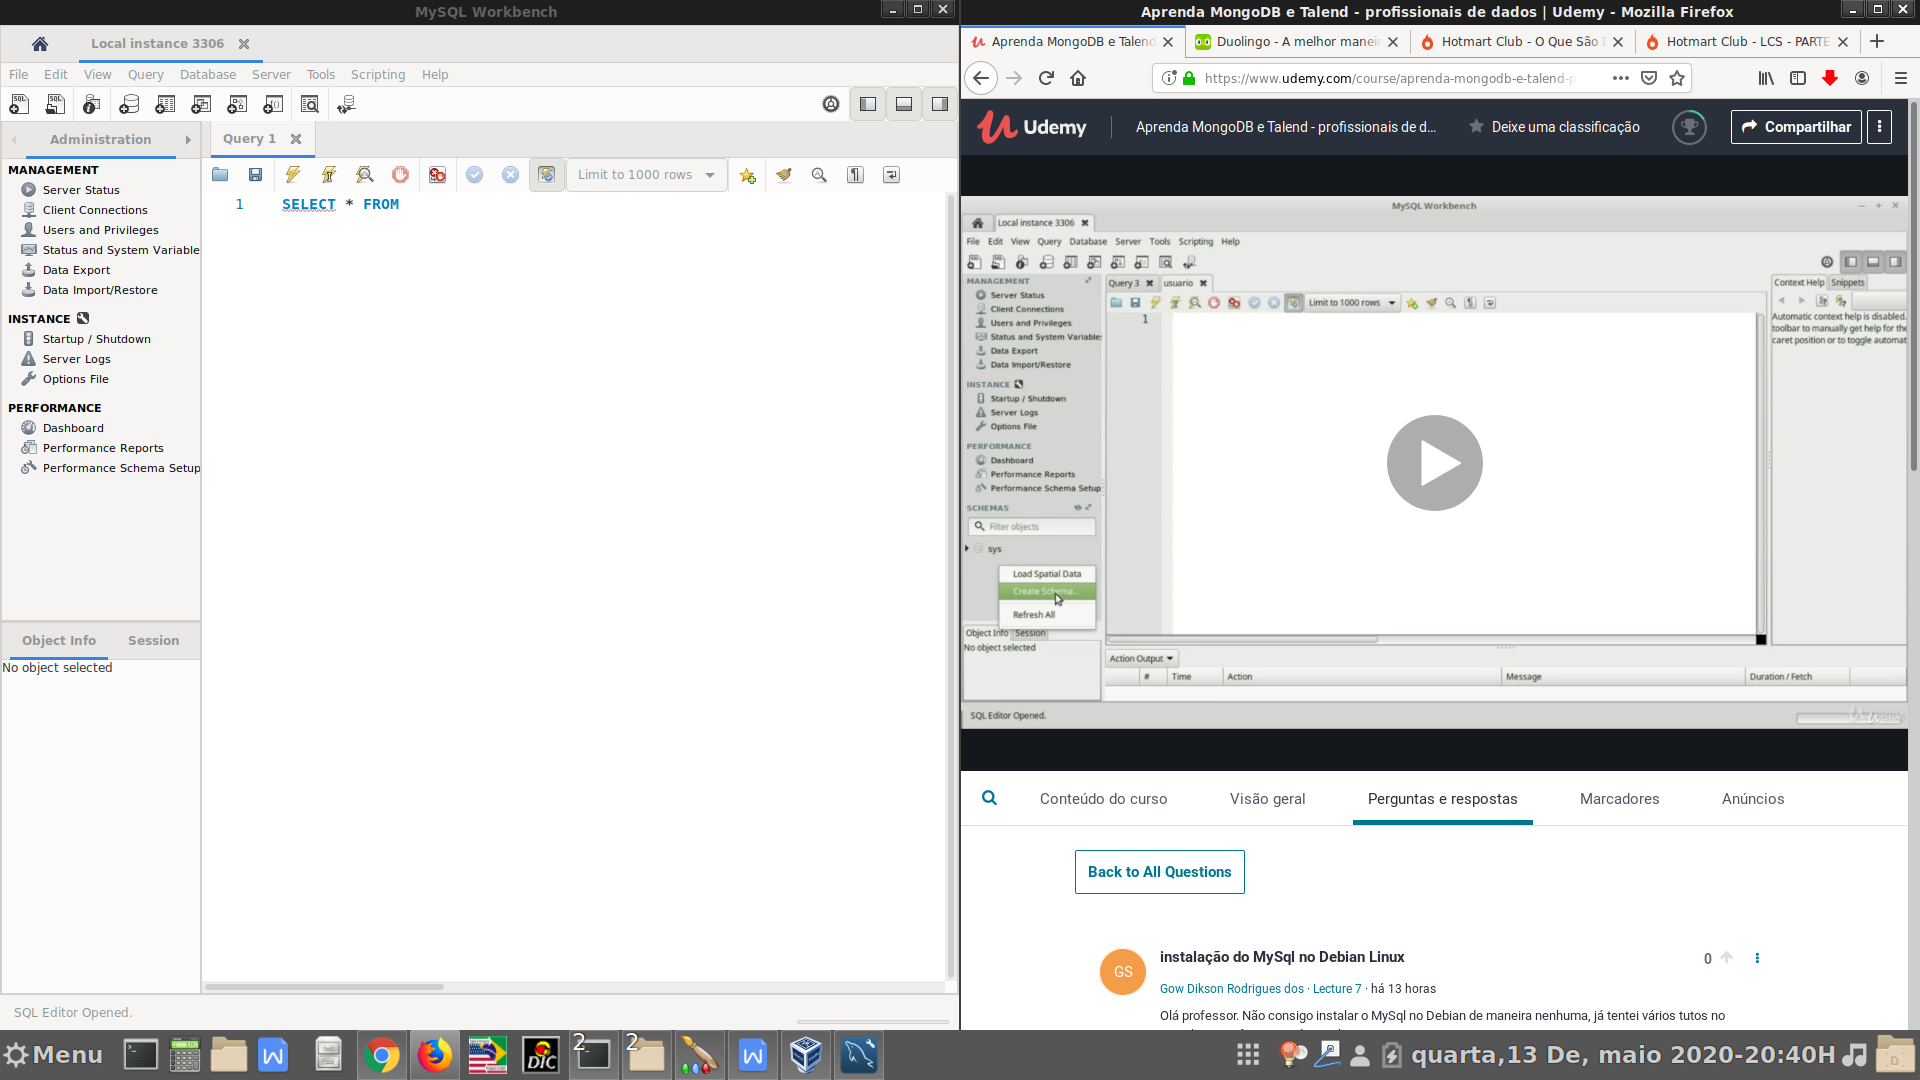 MySQL Workbench
Local instance 3306
File Edit View Query Database Server Tools Scripting Help
Administration
Query 1
MANAGEMENT
Server Status
Client Connections
Users and Privileges
Status and System Variable
Data Export
Data Import/Restore
INSTANCE
Startup / Shutdown
Server Logs
Options File
PERFORMANCE
Dashboard
Performance Reports
Performance Schema Setup
Limit to 1000 rows
1 SELECT * FROM
Object Info Session
No object selected
SQL Editor Opened.
Aprenda MongoDB e Talend - profissionais de dados | Udemy - Mozilla Firefox
Aprenda MongoDB e Talend
Duolingo - A melhor maneir
Hotmart Club - O Que São
Hotmart Club - LCS - PARTE
https://www.udemy.com/course/aprenda-mongodb-e-talend-p
Udemy
Aprenda MongoDB e Talend - profissionais de d...
Deixe uma classificação
Compartilhar
MySQL Workbench
Local instance 3306
File Edit View Query Database Server Tools Scripting Help
MANAGEMENT
Server Status
Client Connections
Users and Privileges
Status and System Variable
Data Export
Data Import/Restore
INSTANCE
Startup / Shutdown
Server Logs
Options File
PERFORMANCE
Dashboard
Performance Reports
Performance Schema Setup
SCHEMAS
Filter objects
sys
Load Spatial Data
Create Schema...
Refresh All
Object Info Session
No object selected
Query 3
usuario
Limit to 1000 rows
1
Context Help Snippets
Automatic context help is disabled.
toolbar to manually get help for the
caret position or to toggle automat
Action Output
# Time Action Message Duration / Fetch
SQL Editor Opened.
Udemy
Conteúdo do curso
Visão geral
Perguntas e respostas
Marcadores
Anúncios
Back to All Questions
GS
instalação do MySql no Debian Linux
0
Gow Dikson Rodrigues dos · Lecture 7 · há 13 horas
Olá professor. Não consigo instalar o MySql no Debian de maneira nenhuma, já tentei vários tutos no
Menu
DIC
2
2
quarta,13 De, maio 2020-20:40H